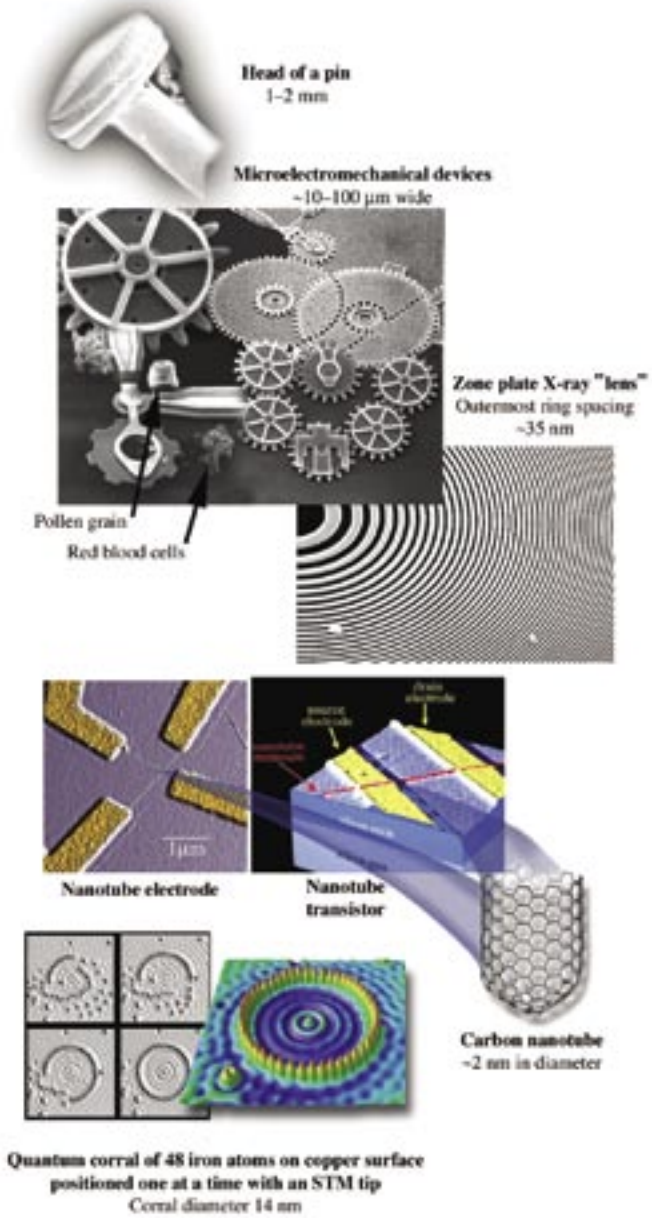 Head of a pin
1–2 mm
Microelectromechanical devices
~10–100 μm wide
Zone plate X-ray "lens"
Outermost ring spacing
~35 nm
Pollen grain
Red blood cells
drain
electrode
source
electrode
1μm
Nanotube electrode
Nanotube
transistor
Carbon nanotube
~2 nm in diameter
Quantum corral of 48 iron atoms on copper surface
positioned one at a time with an STM tip
Corral diameter 14 nm